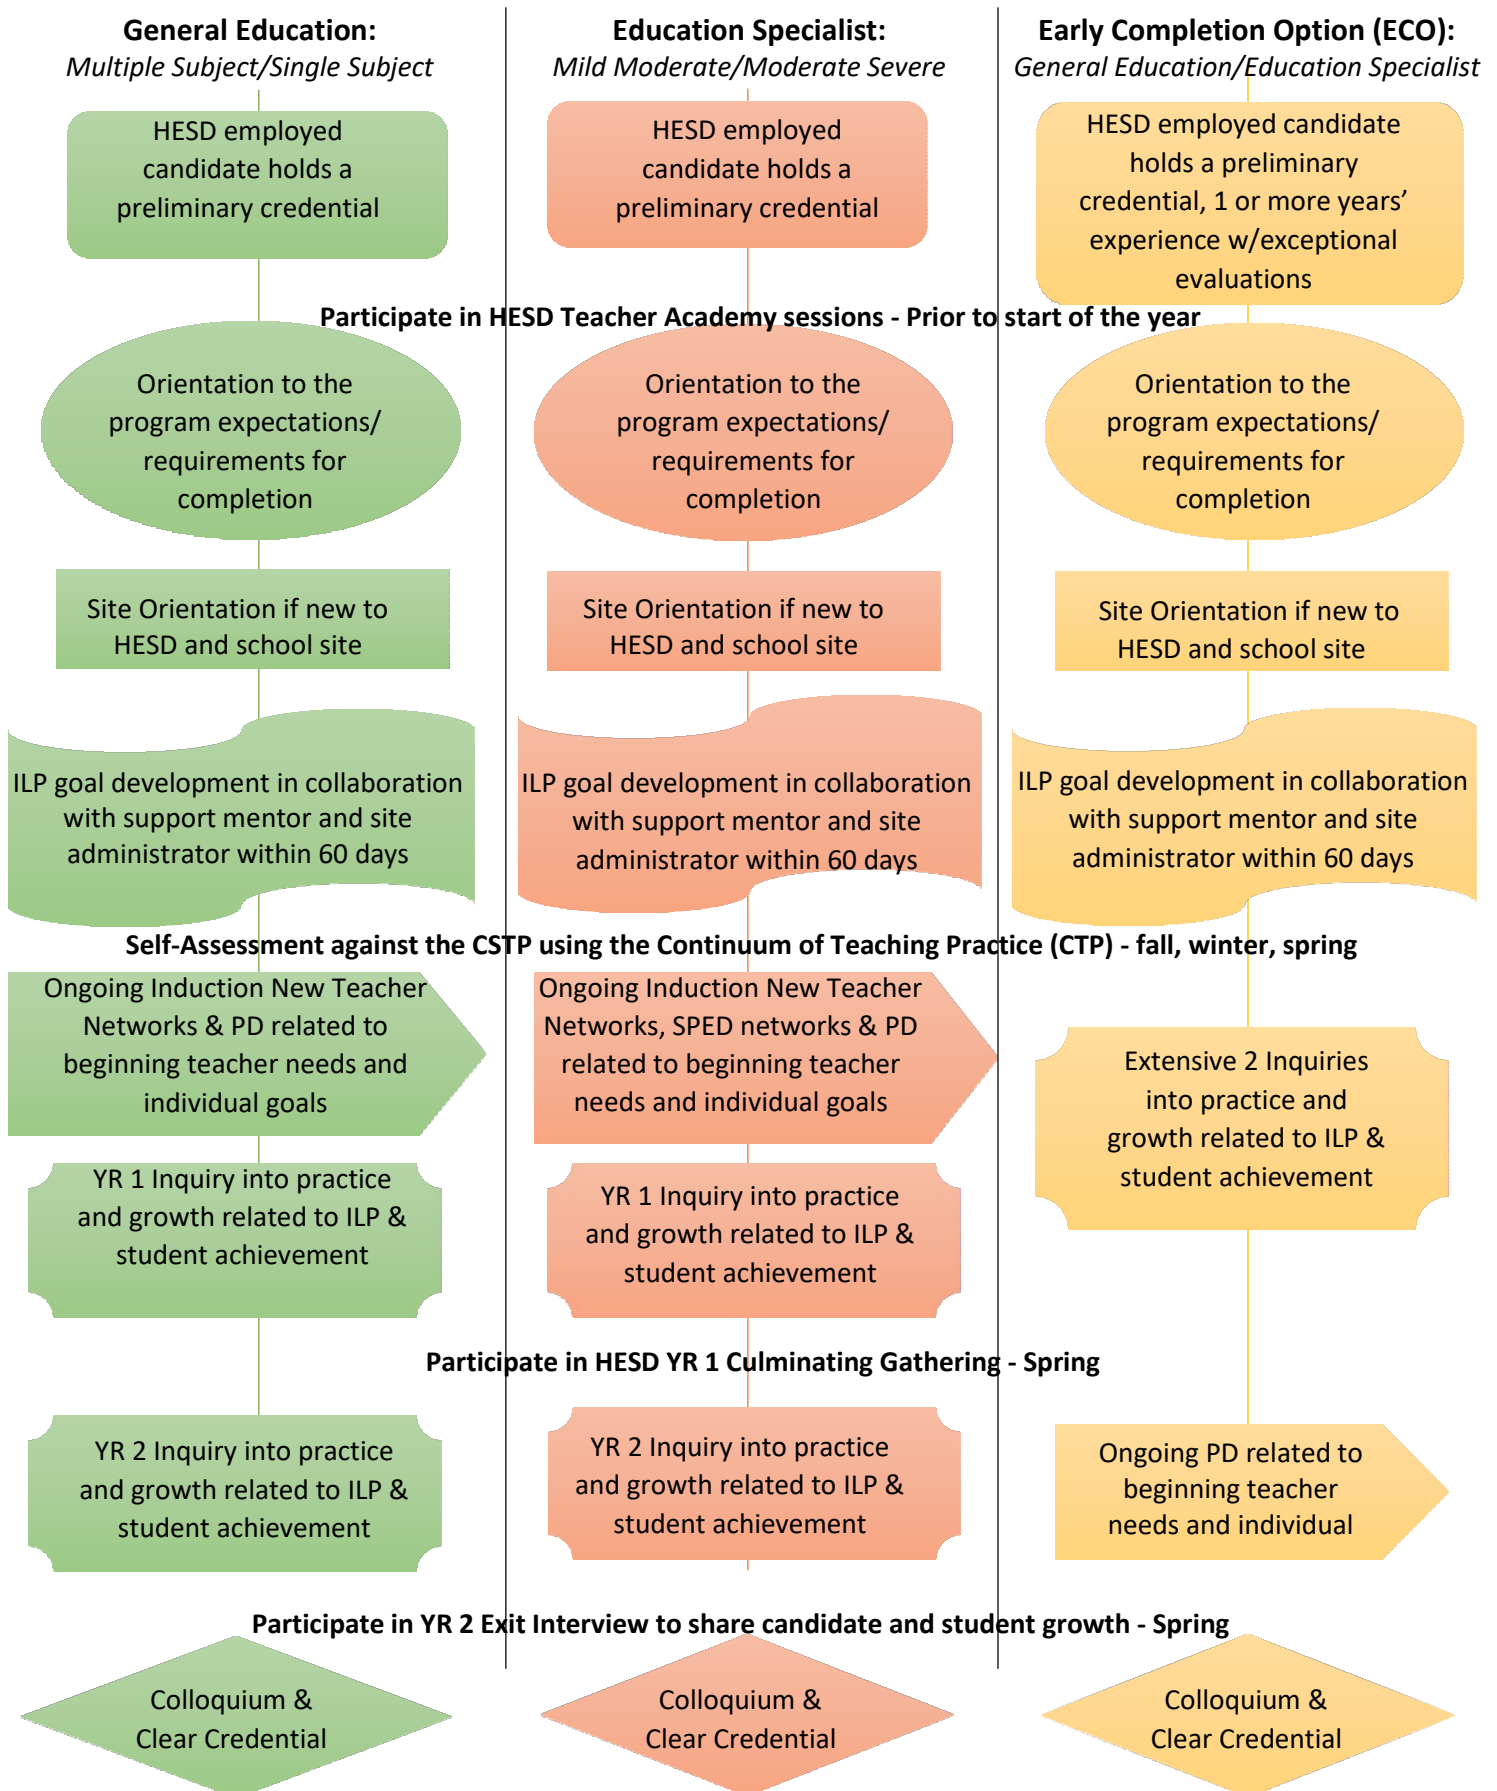 General Education:
Multiple Subject/Single Subject
Education Specialist:
Mild Moderate/Moderate Severe
Early Completion Option (ECO):
General Education/Education Specialist
HESD employed
candidate holds a
preliminary credential
HESD employed
candidate holds a
preliminary credential
HESD employed candidate
holds a preliminary
credential, 1 or more years’
experience w/exceptional
evaluations
Participate in HESD Teacher Academy sessions - Prior to start of the year
Orientation to the
program expectations/
requirements for
completion
Orientation to the
program expectations/
requirements for
completion
Orientation to the
program expectations/
requirements for
completion
Site Orientation if new to
HESD and school site
Site Orientation if new to
HESD and school site
Site Orientation if new to
HESD and school site
ILP goal development in collaboration
with support mentor and site
administrator within 60 days
ILP goal development in collaboration
with support mentor and site
administrator within 60 days
ILP goal development in collaboration
with support mentor and site
administrator within 60 days
Self-Assessment against the CSTP using the Continuum of Teaching Practice (CTP) - fall, winter, spring
Ongoing Induction New Teacher
Networks & PD related to
beginning teacher needs and
individual goals
Ongoing Induction New Teacher
Networks, SPED networks & PD
related to beginning teacher
needs and individual goals
Extensive 2 Inquiries
into practice and
growth related to ILP &
student achievement
YR 1 Inquiry into practice
and growth related to ILP &
student achievement
YR 1 Inquiry into practice
and growth related to ILP &
student achievement
Participate in HESD YR 1 Culminating Gathering - Spring
YR 2 Inquiry into practice
and growth related to ILP &
student achievement
YR 2 Inquiry into practice
and growth related to ILP &
student achievement
Ongoing PD related to
beginning teacher
needs and individual
Participate in YR 2 Exit Interview to share candidate and student growth - Spring
Colloquium &
Clear Credential
Colloquium &
Clear Credential
Colloquium &
Clear Credential